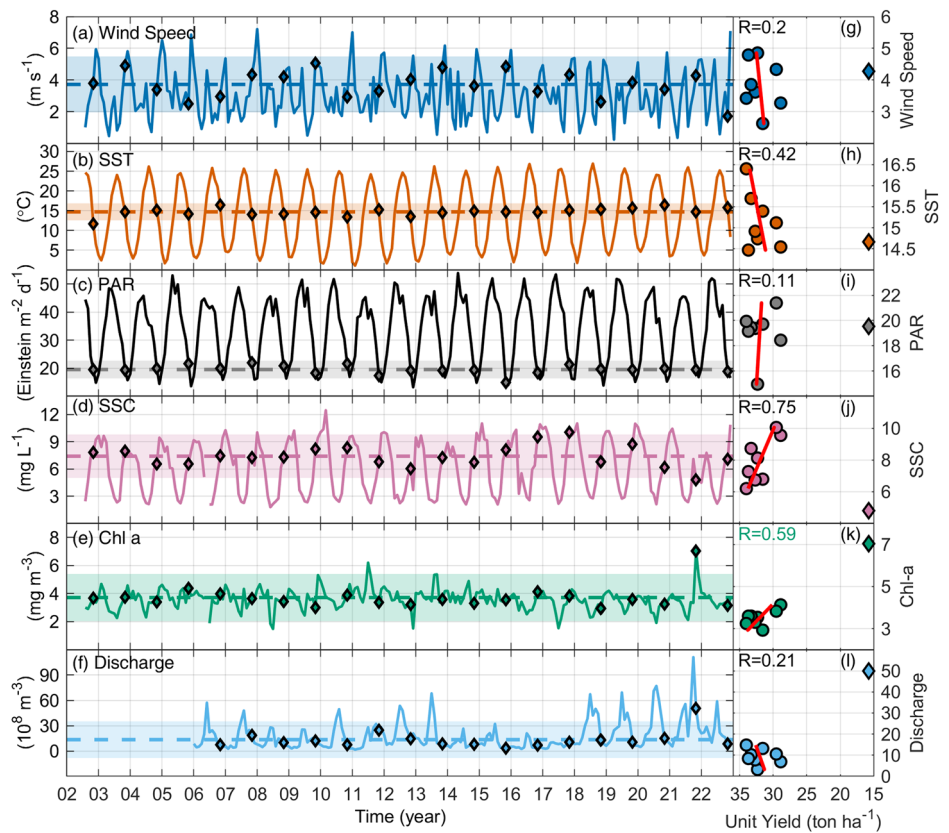 (a) Wind Speed
8
6
4
2
(m s⁻¹)
R=0.2
(g)
6
5
4
3
2
Wind Speed
(b) SST
30
25
20
15
10
5
(°C)
R=0.42
(h)
16.5
16
15.5
15
14.5
SST
(c) PAR
50
40
30
20
10
(Einstein m⁻² d⁻¹)
R=0.11
(i)
22
20
18
16
PAR
(d) SSC
12
9
6
3
(mg L⁻¹)
R=0.75
(j)
10
8
6
SSC
(e) Chl a
8
6
4
2
0
(mg m⁻³)
R=0.59
(k)
7
5
3
Chl-a
(f) Discharge
90
60
30
0
(10⁸ m⁻³)
R=0.21
(l)
50
40
30
20
10
0
Discharge
02 03 04 05 06 07 08 09 10 11 12 13 14 15 16 17 18 19 20 21 22
35 30 20 15
Time (year)
Unit Yield (ton ha⁻¹)